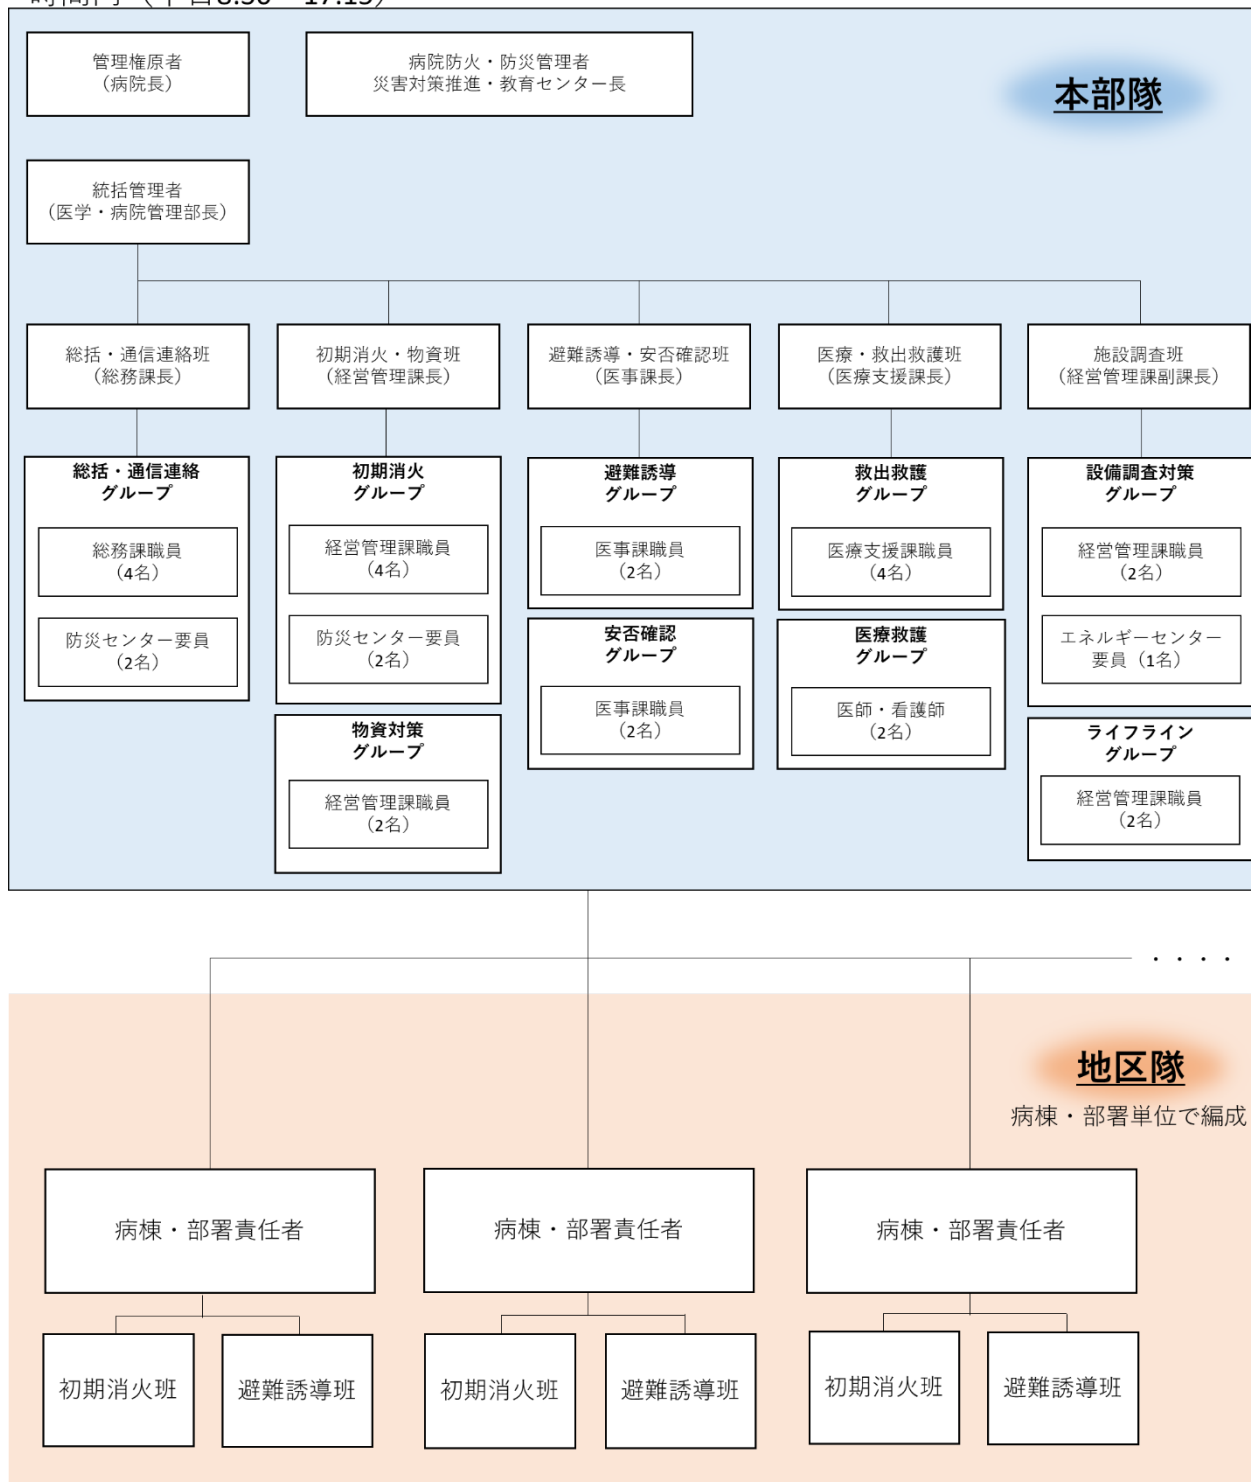 管理権原者
（病院長）
病院防火・防災管理者
災害対策推進・教育センター長
本部隊
統括管理者
（医学・病院管理部長）
総括・通信連絡班
（総務課長）
初期消火・物資班
（経営管理課長）
避難誘導・安否確認班
（医事課長）
医療・救出救護班
（医療支援課長）
施設調査班
（経営管理課副課長）
総括・通信連絡
グループ
総務課職員
（4名）
防災センター要員
（2名）
初期消火
グループ
経営管理課職員
（4名）
防災センター要員
（2名）
物資対策
グループ
経営管理課職員
（2名）
避難誘導
グループ
医事課職員
（2名）
安否確認
グループ
医事課職員
（2名）
救出救護
グループ
医療支援課職員
（4名）
医療救護
グループ
医師・看護師
（2名）
設備調査対策
グループ
経営管理課職員
（2名）
エネルギーセンター
要員（1名）
ライフライン
グループ
経営管理課職員
（2名）
・・・・
地区隊
病棟・部署単位で編成
病棟・部署責任者
病棟・部署責任者
病棟・部署責任者
初期消火班
避難誘導班
初期消火班
避難誘導班
初期消火班
避難誘導班